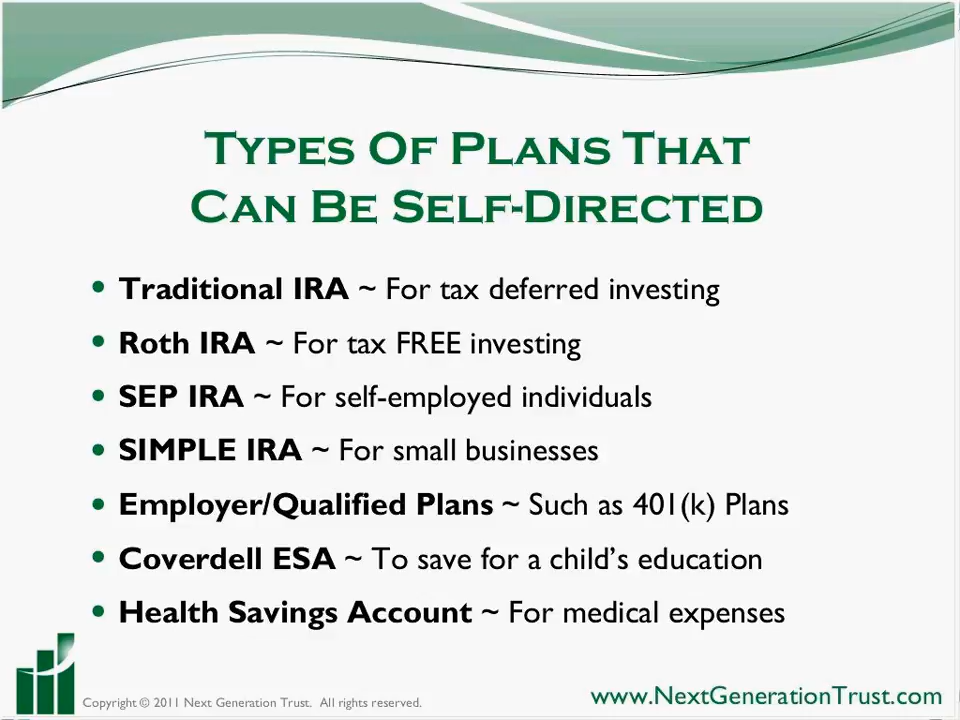 Types Of Plans That
Can Be Self-Directed
• Traditional IRA ~ For tax deferred investing
• Roth IRA ~ For tax FREE investing
• SEP IRA ~ For self-employed individuals
• SIMPLE IRA ~ For small businesses
• Employer/Qualified Plans ~ Such as 401(k) Plans
• Coverdell ESA ~ To save for a child’s education
• Health Savings Account ~ For medical expenses
Copyright © 2011 Next Generation Trust. All rights reserved.
www.NextGenerationTrust.com